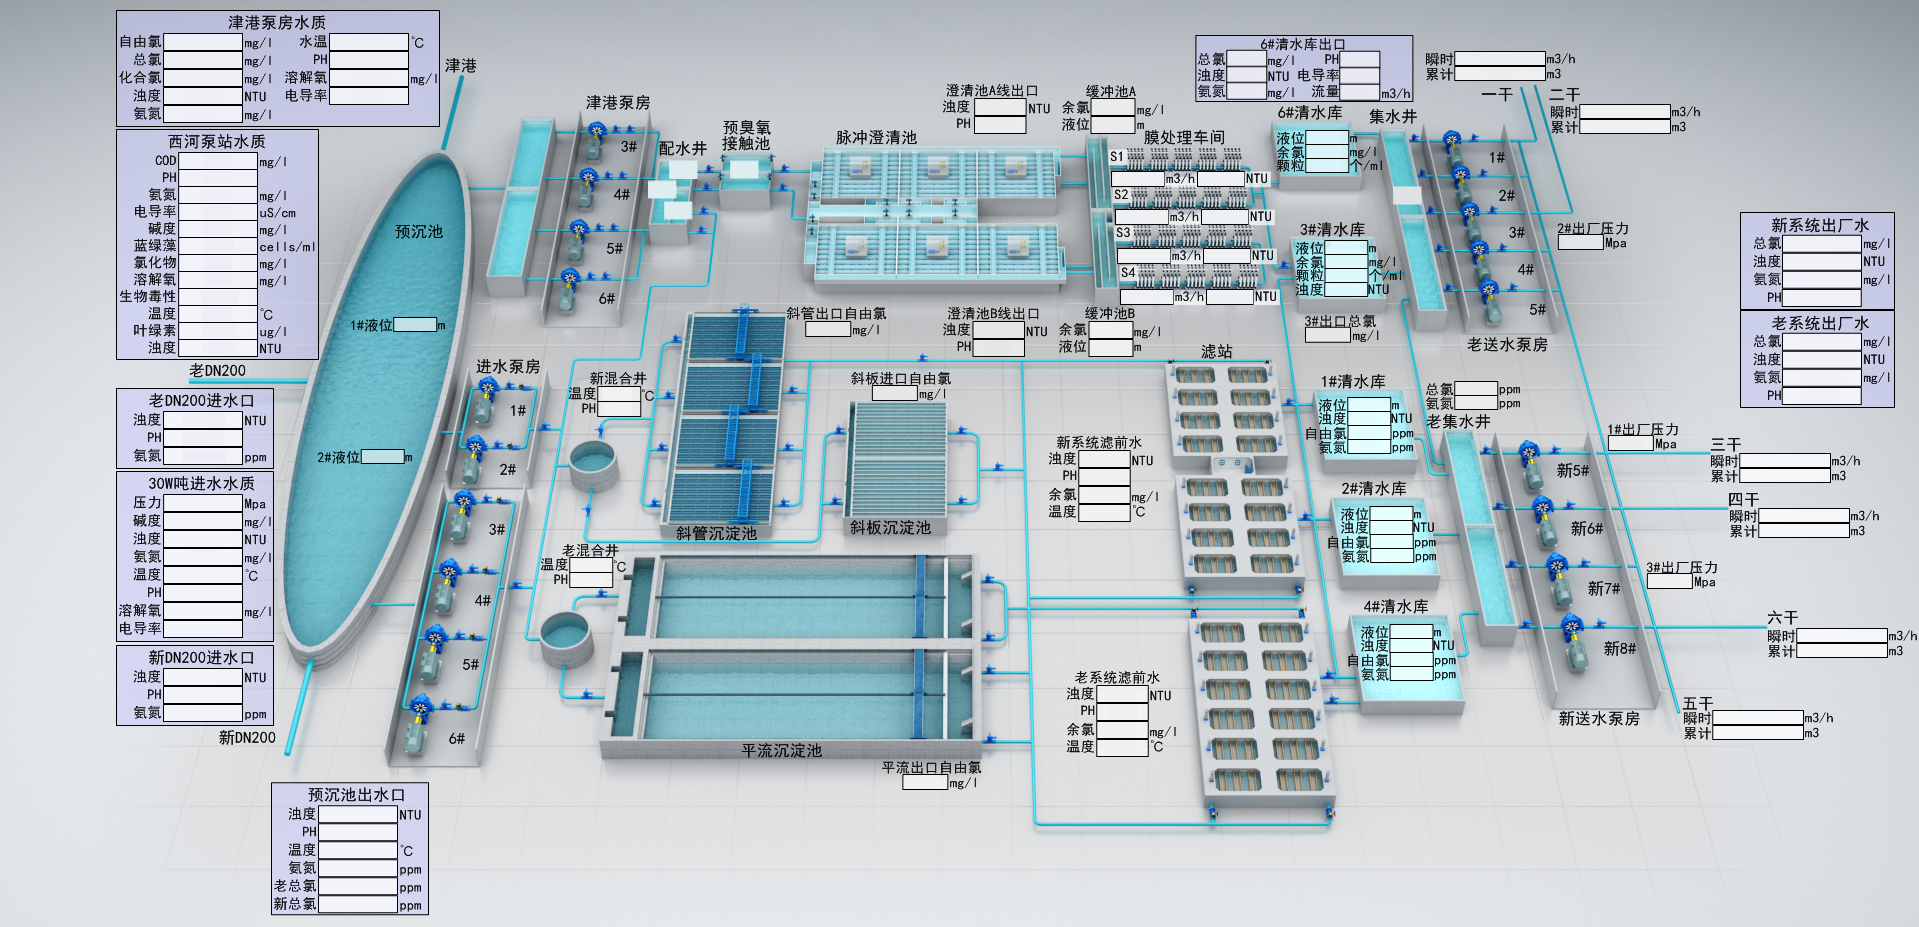 津港泵房水质
自由氯 mg/l 水温 ℃
总氯 mg/l PH
化合氯 mg/l 溶解氧 mg/l
浊度 NTU 电导率
氨氮 mg/l
西河泵站水质
COD mg/l
PH
氨氮 mg/l
电导率 uS/cm
碱度 mg/l
蓝绿藻 cells/ml
氯化物 mg/l
溶解氧 mg/l
生物毒性
温度 ℃
叶绿素 ug/l
浊度 NTU
老DN200
老DN200进水口
浊度 NTU
PH
氨氮 ppm
30W吨进水水质
压力 Mpa
碱度 mg/l
浊度 NTU
氨氮 mg/l
温度 ℃
PH
溶解氧 mg/l
电导率
新DN200进水口
浊度 NTU
PH
氨氮 ppm
新DN200
预沉池出水口
浊度 NTU
PH
温度 ℃
氨氮 ppm
老总氯 ppm
新总氯 ppm
津港
预沉池
1#液位 m
2#液位 m
津港泵房
3#
4#
5#
6#
进水泵房
1#
2#
3#
4#
5#
6#
配水井
预臭氧
接触池
脉冲澄清池
澄清池A线出口
浊度 NTU
PH
缓冲池A
余氯 mg/l
液位 m
膜处理车间
S1
m3/h NTU
S2
m3/h NTU
S3
m3/h NTU
S4
m3/h NTU
斜管出口自由氯
mg/l
澄清池B线出口
浊度 NTU
PH
缓冲池B
余氯 mg/l
液位 m
新混合井
温度 ℃
PH
斜管沉淀池
斜板进口自由氯
mg/l
斜板沉淀池
老混合井
温度 ℃
PH
平流沉淀池
平流出口自由氯
mg/l
新系统滤前水
浊度 NTU
PH
余氯 mg/l
温度 ℃
老系统滤前水
浊度 NTU
PH
余氯 mg/l
温度 ℃
滤站
6#清水库出口
总氯 mg/l PH
浊度 NTU 电导率
氨氮 mg/l 流量 m3/h
6#清水库
液位 m
余氯 mg/l
颗粒 个/ml
3#清水库
液位 m
余氯 mg/l
颗粒 个/ml
浊度 NTU
3#出口总氯
mg/l
1#清水库
液位 m
浊度 NTU
自由氯 ppm
氨氮 ppm
2#清水库
液位 m
浊度 NTU
自由氯 ppm
氨氮 ppm
4#清水库
液位 m
浊度 NTU
自由氯 ppm
氨氮 ppm
集水井
瞬时 m3/h
累计 m3
一干
二干
瞬时 m3/h
累计 m3
1#
2#
3#
4#
5#
老送水泵房
2#出厂压力
Mpa
总氯 ppm
氨氮 ppm
老集水井
1#出厂压力
Mpa
新5#
新6#
新7#
新8#
新送水泵房
3#出厂压力
Mpa
三干
瞬时 m3/h
累计 m3
四干
瞬时 m3/h
累计 m3
六干
瞬时 m3/h
累计 m3
五干
瞬时 m3/h
累计 m3
新系统出厂水
总氯 mg/l
浊度 NTU
氨氮 mg/l
PH
老系统出厂水
总氯 mg/l
浊度 NTU
氨氮 mg/l
PH